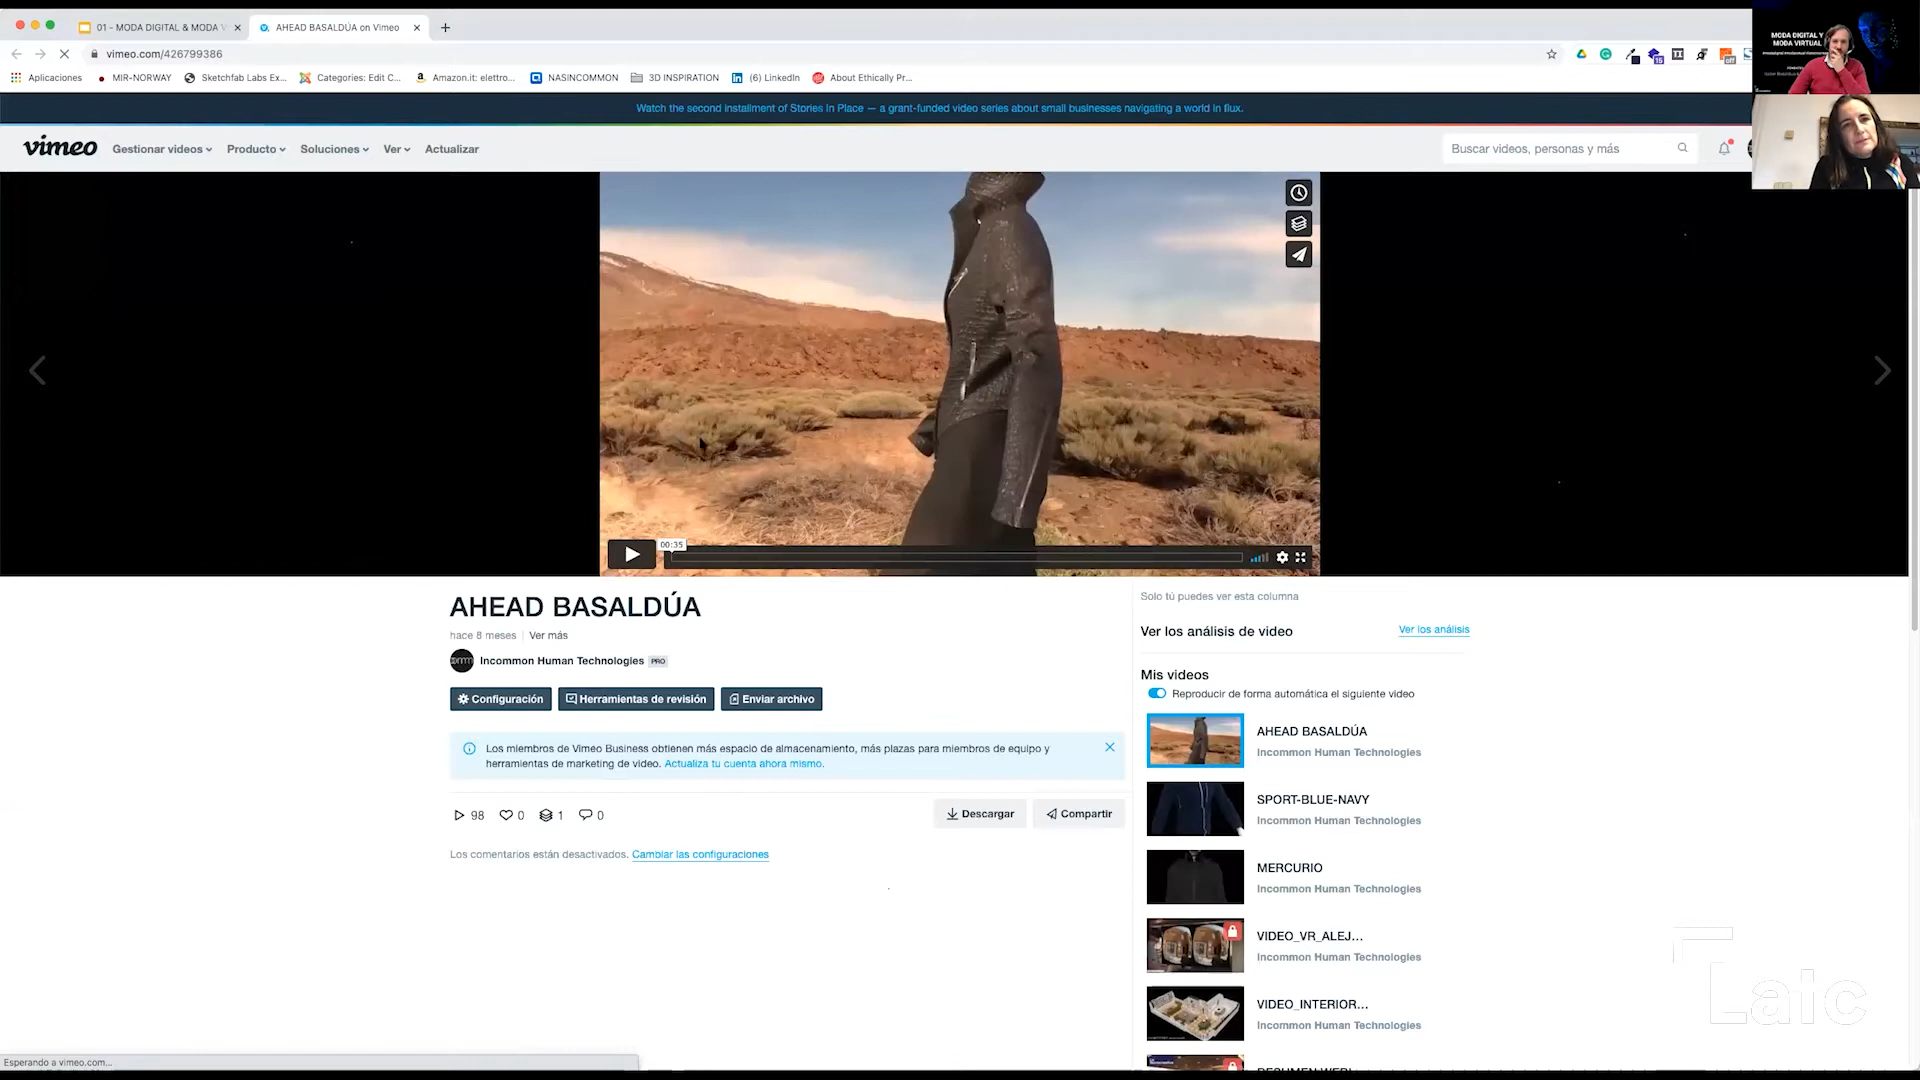 01 - MODA DIGITAL & MODA V
AHEAD BASALDÚA on Vimeo
vimeo.com/426799386
Aplicaciones
MIR-NORWAY
Sketchfab Labs Ex...
Categories: Edit C...
Amazon.it: elettro...
NASINCOMMON
3D INSPIRATION
(6) LinkedIn
About Ethically Pr...
Watch the second installment of Stories In Place — a grant-funded video series about small businesses navigating a world in flux.
MODA DIGITAL Y
MODA VIRTUAL
vimeo
Gestionar videos
Producto
Soluciones
Ver
Actualizar
Buscar videos, personas y más
00:35
AHEAD BASALDÚA
hace 8 meses
Ver más
Incommon Human Technologies PRO
Configuración
Herramientas de revisión
Enviar archivo
Los miembros de Vimeo Business obtienen más espacio de almacenamiento, más plazas para miembros de equipo y
herramientas de marketing de video. Actualiza tu cuenta ahora mismo.
98
0
1
0
Descargar
Compartir
Los comentarios están desactivados. Cambiar las configuraciones
Solo tú puedes ver esta columna
Ver los análisis de video
Ver los análisis
Mis videos
Reproducir de forma automática el siguiente video
AHEAD BASALDÚA
Incommon Human Technologies
SPORT-BLUE-NAVY
Incommon Human Technologies
MERCURIO
Incommon Human Technologies
VIDEO_VR_ALEJ...
Incommon Human Technologies
VIDEO_INTERIOR...
Incommon Human Technologies
Laic
Esperando a vimeo.com...